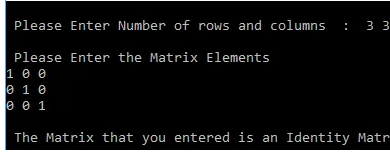 Please Enter Number of rows and columns : 3 3
Please Enter the Matrix Elements
1 0 0
0 1 0
0 0 1
The Matrix that you entered is an Identity Matr